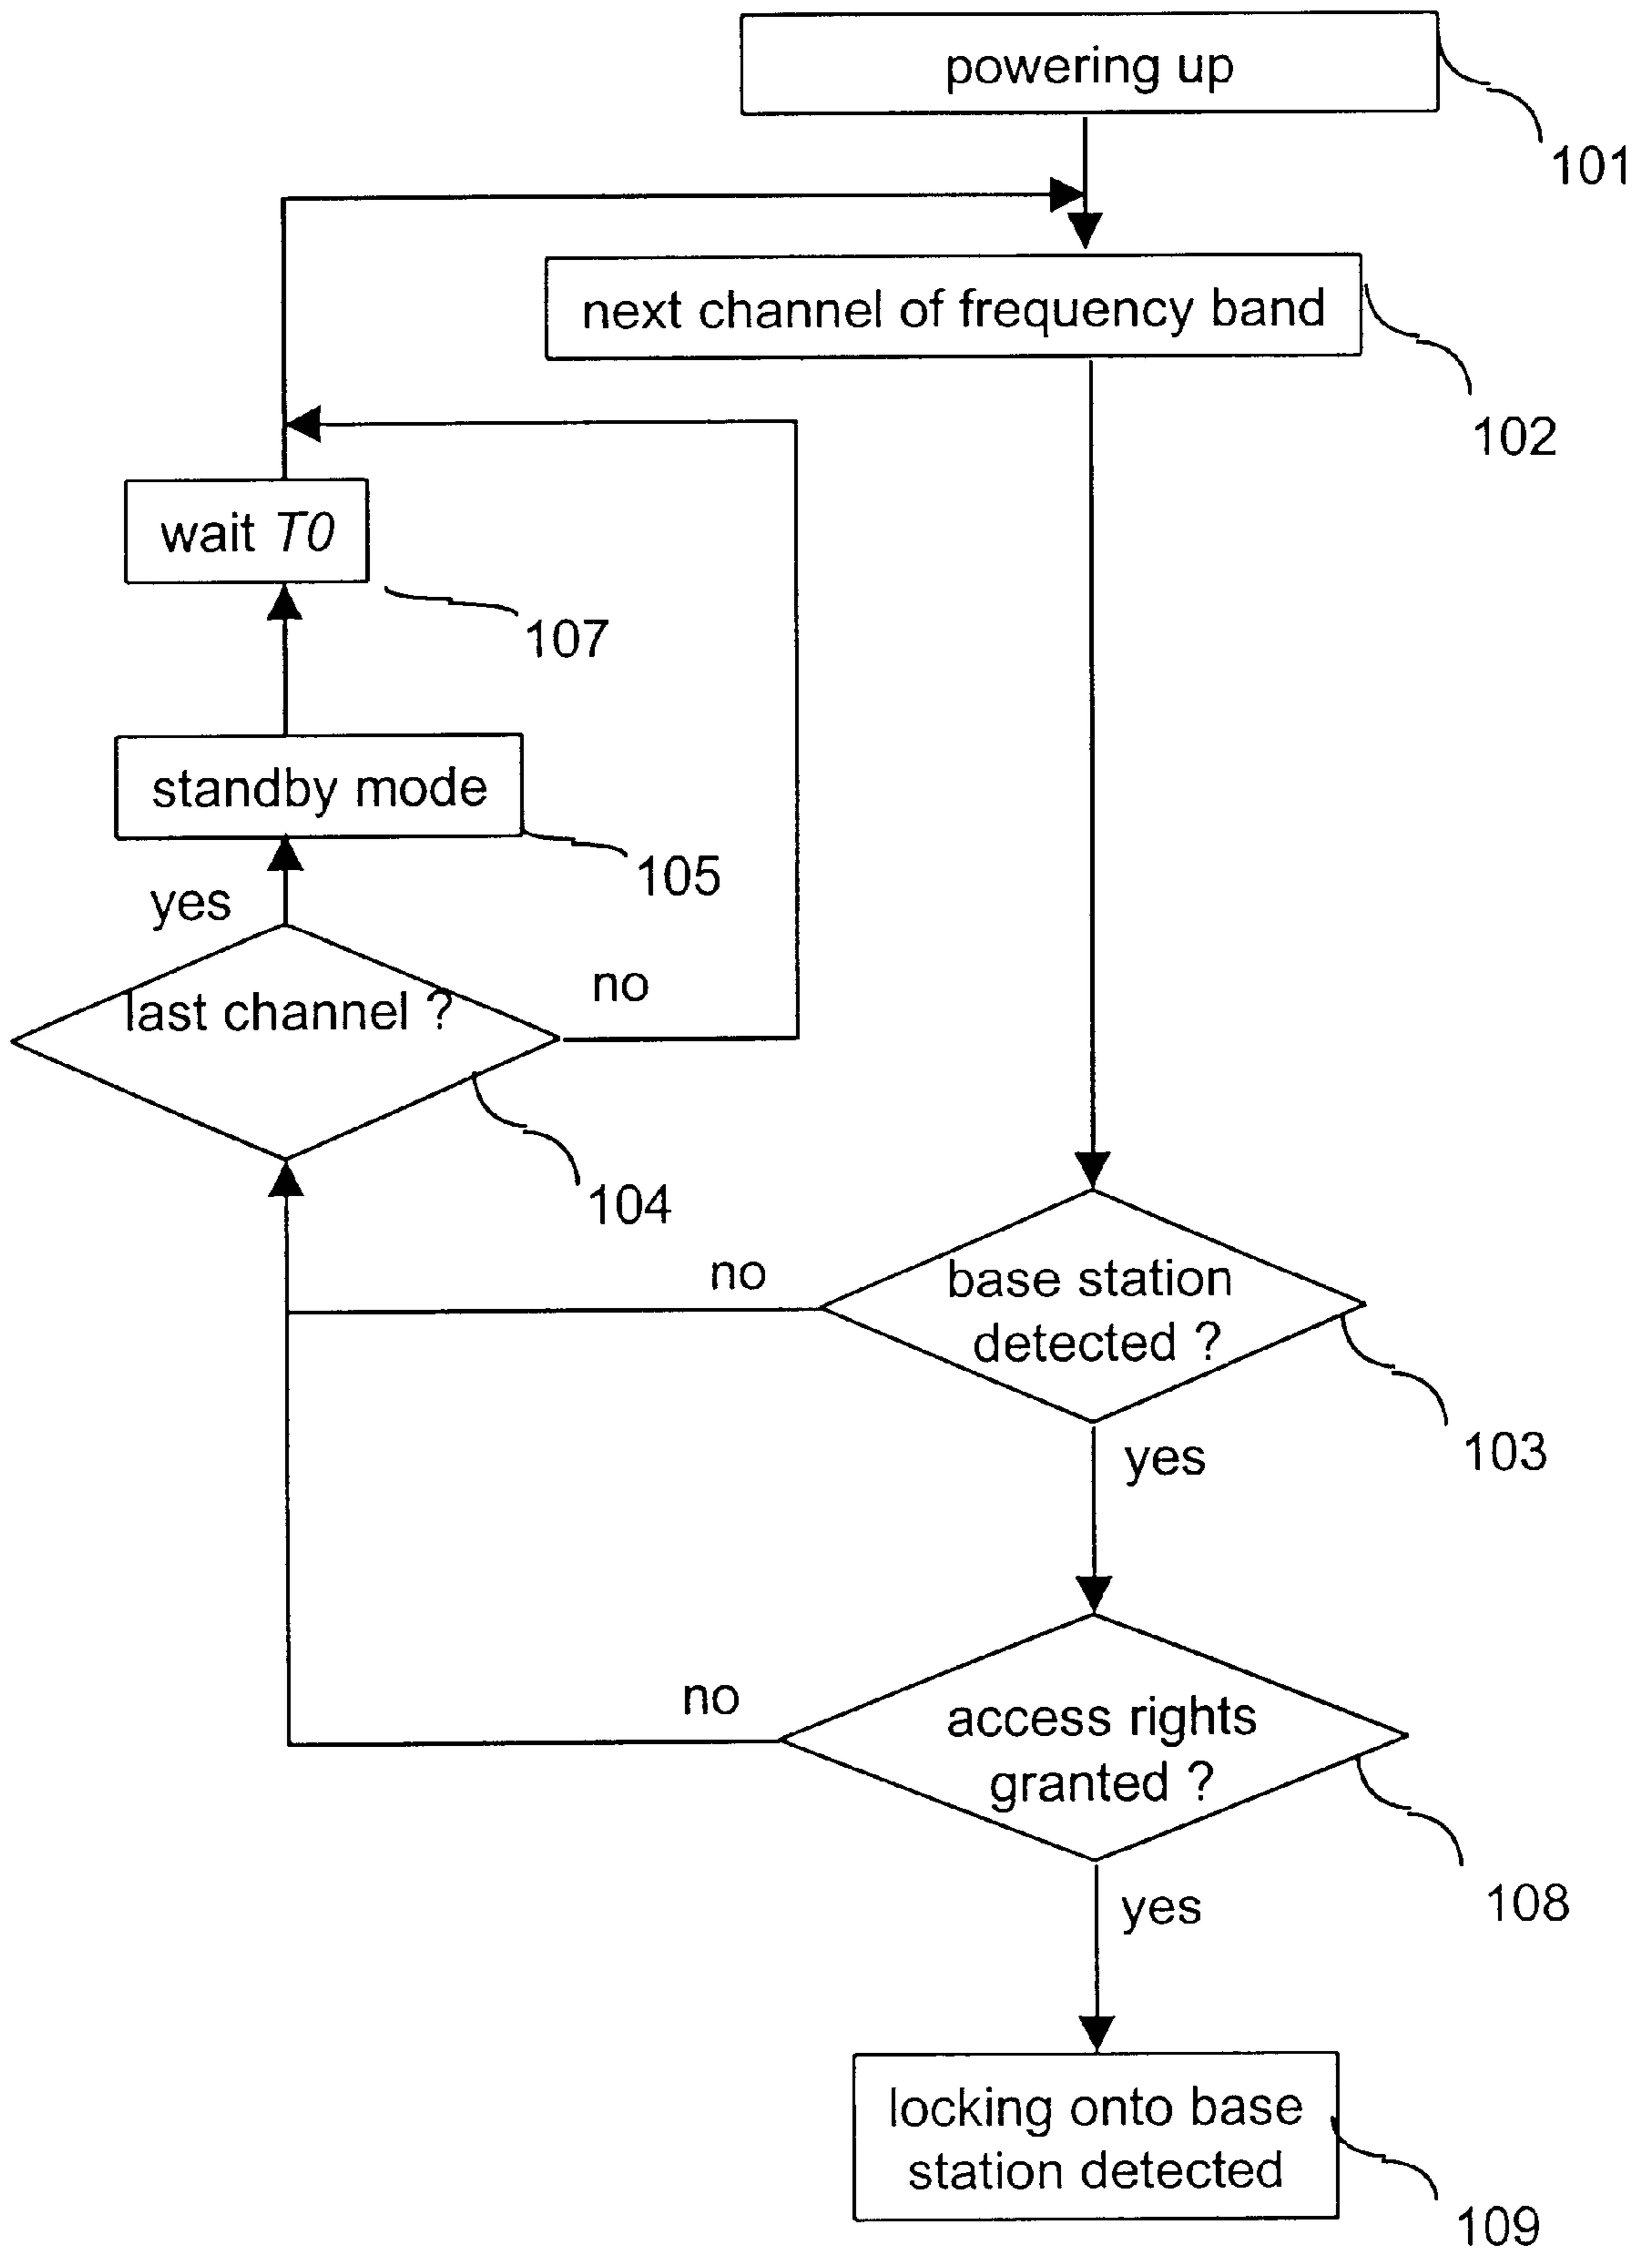 powering up
101
next channel of frequency band
102
wait T0
107
standby mode
105
yes
last channel ?
no
104
no
base station
detected ?
103
yes
no
access rights
granted ?
108
yes
locking onto base
station detected
109